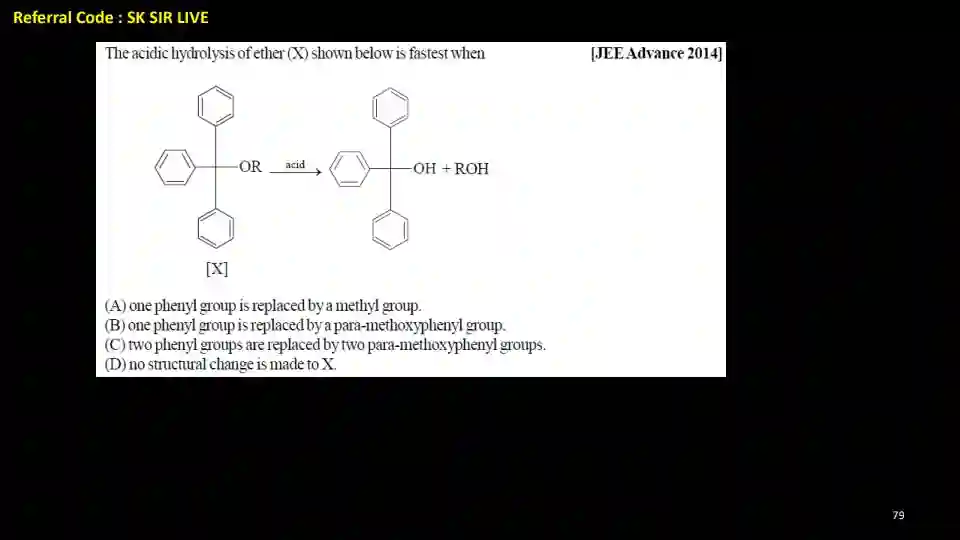 Referral Code : SK SIR LIVE
The acidic hydrolysis of ether (X) shown below is fastest when [JEE Advance 2014]
OR acid OH + ROH
[X]
(A) one phenyl group is replaced by a methyl group.
(B) one phenyl group is replaced by a para-methoxyphenyl group.
(C) two phenyl groups are replaced by two para-methoxyphenyl groups.
(D) no structural change is made to X.
79